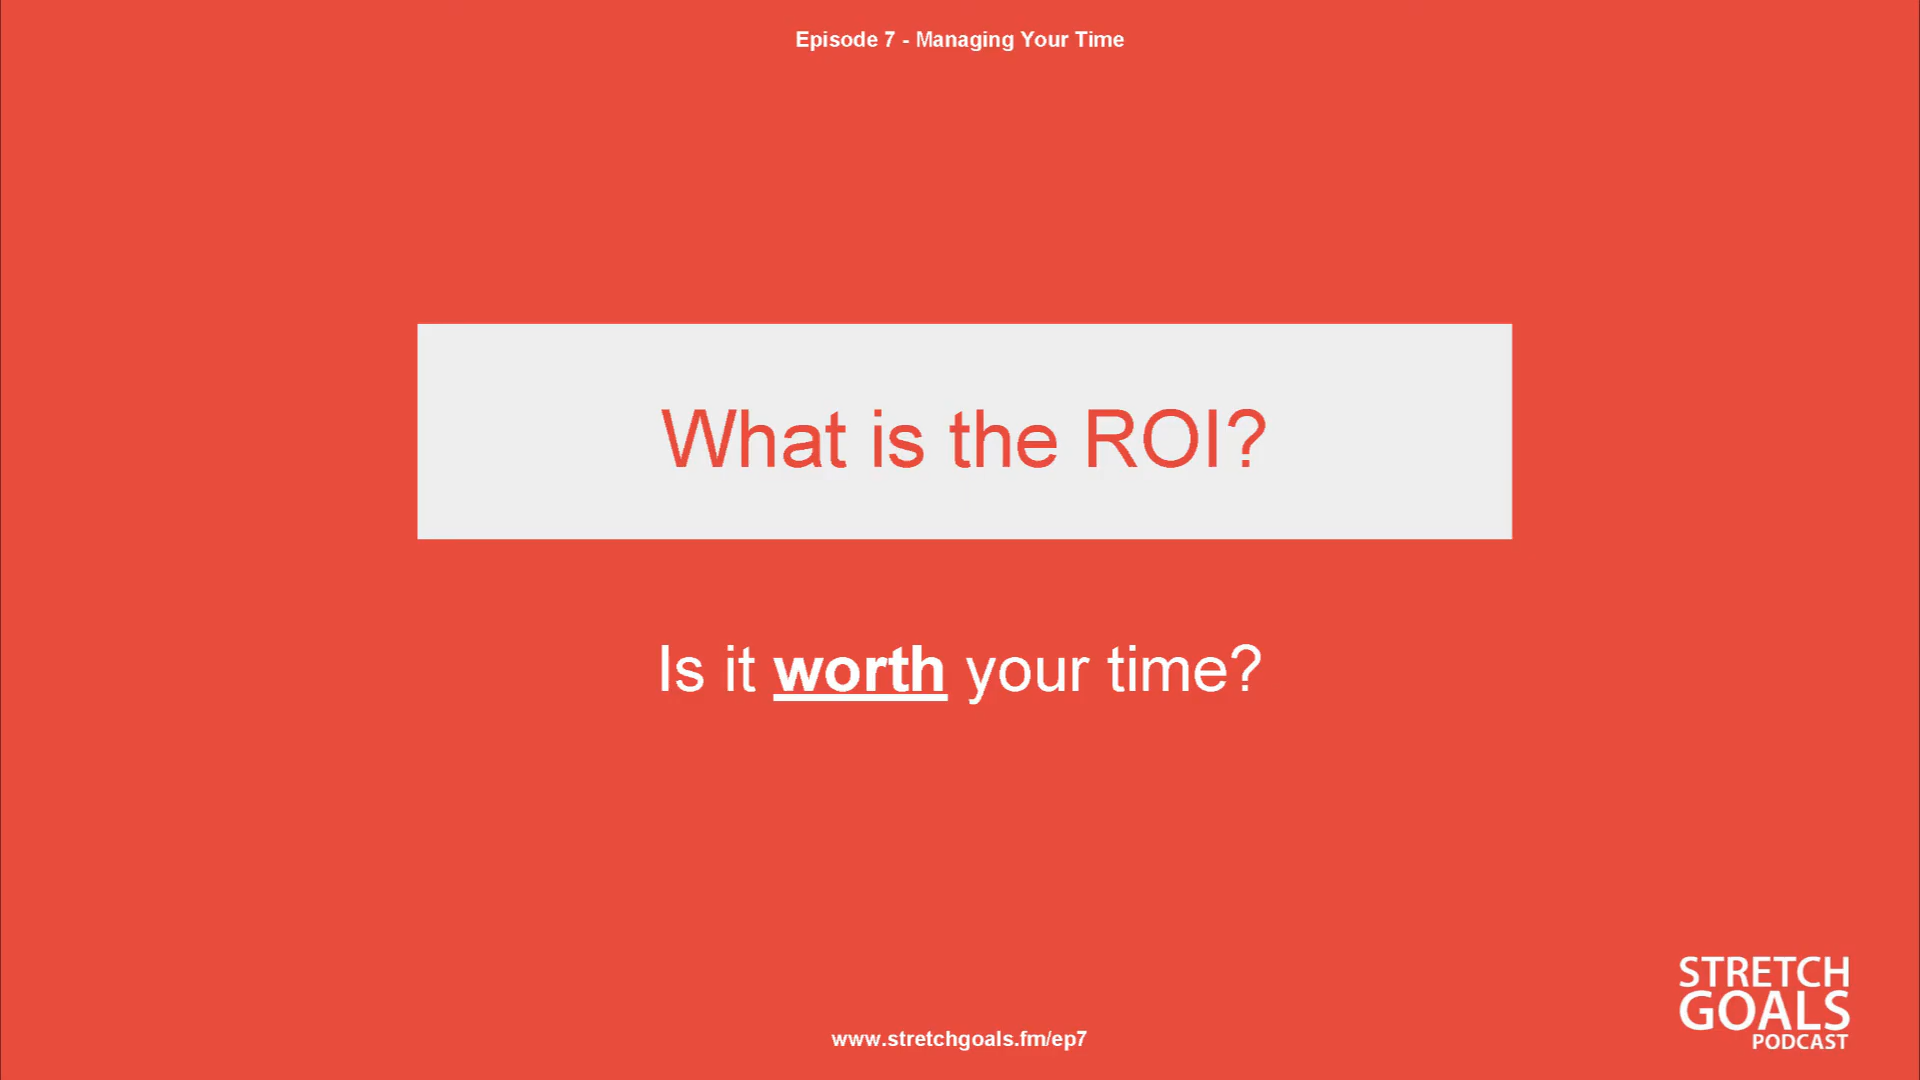 Episode 7 - Managing Your Time
What is the ROI?
Is it worth your time?
www.stretchgoals.fm/ep7
STRETCH
GOALS
PODCAST